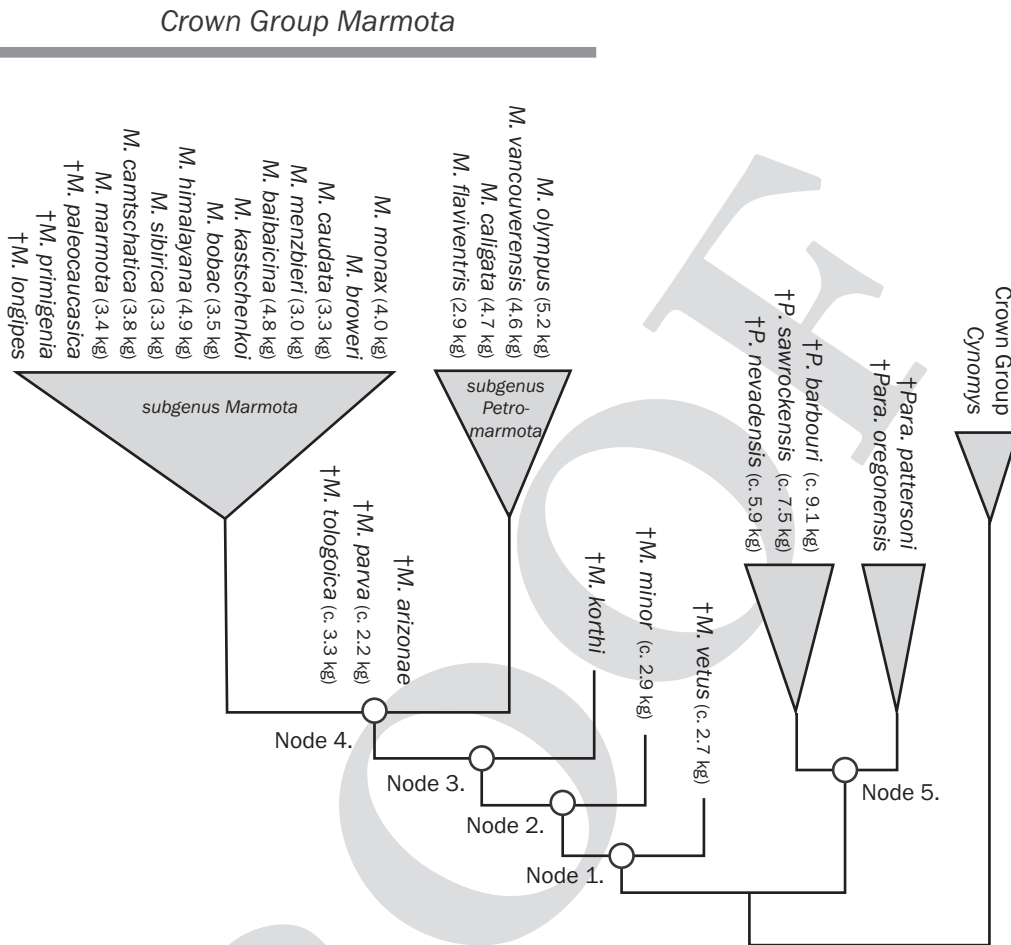 Crown Group Marmota
†M. longipes
†M. primigenia
†M. paleocaucasica
M. marmota (3.4 kg)
M. camtschatica (3.8 kg)
M. sibirica (3.3 kg)
M. himalayana (4.9 kg)
M. bobac (3.5 kg)
M. kastschenkoi
M. baibaicina (4.8 kg)
M. menzbieri (3.0 kg)
M. caudata (3.3 kg)
M. broweri
M. monax (4.0 kg)
M. flaviventris (2.9 kg)
M. caligata (4.7 kg)
M. vancouverensis (4.6 kg)
M. olympus (5.2 kg)
subgenus Marmota
subgenus
Petro-
marmota
†M. tologoica (c. 3.3 kg)
†M. parva (c. 2.2 kg)
†M. arizonae
†M. korthi
†M. minor (c. 2.9 kg)
†M. vetus (c. 2.7 kg)
†P. nevadensis (c. 5.9 kg)
†P. sawrockensis (c. 7.5 kg)
†P. barbouri (c. 9.1 kg)
†Para. oregonensis
†Para. pattersoni
Crown Group
Cynomys
Node 4.
Node 3.
Node 2.
Node 1.
Node 5.
OOF